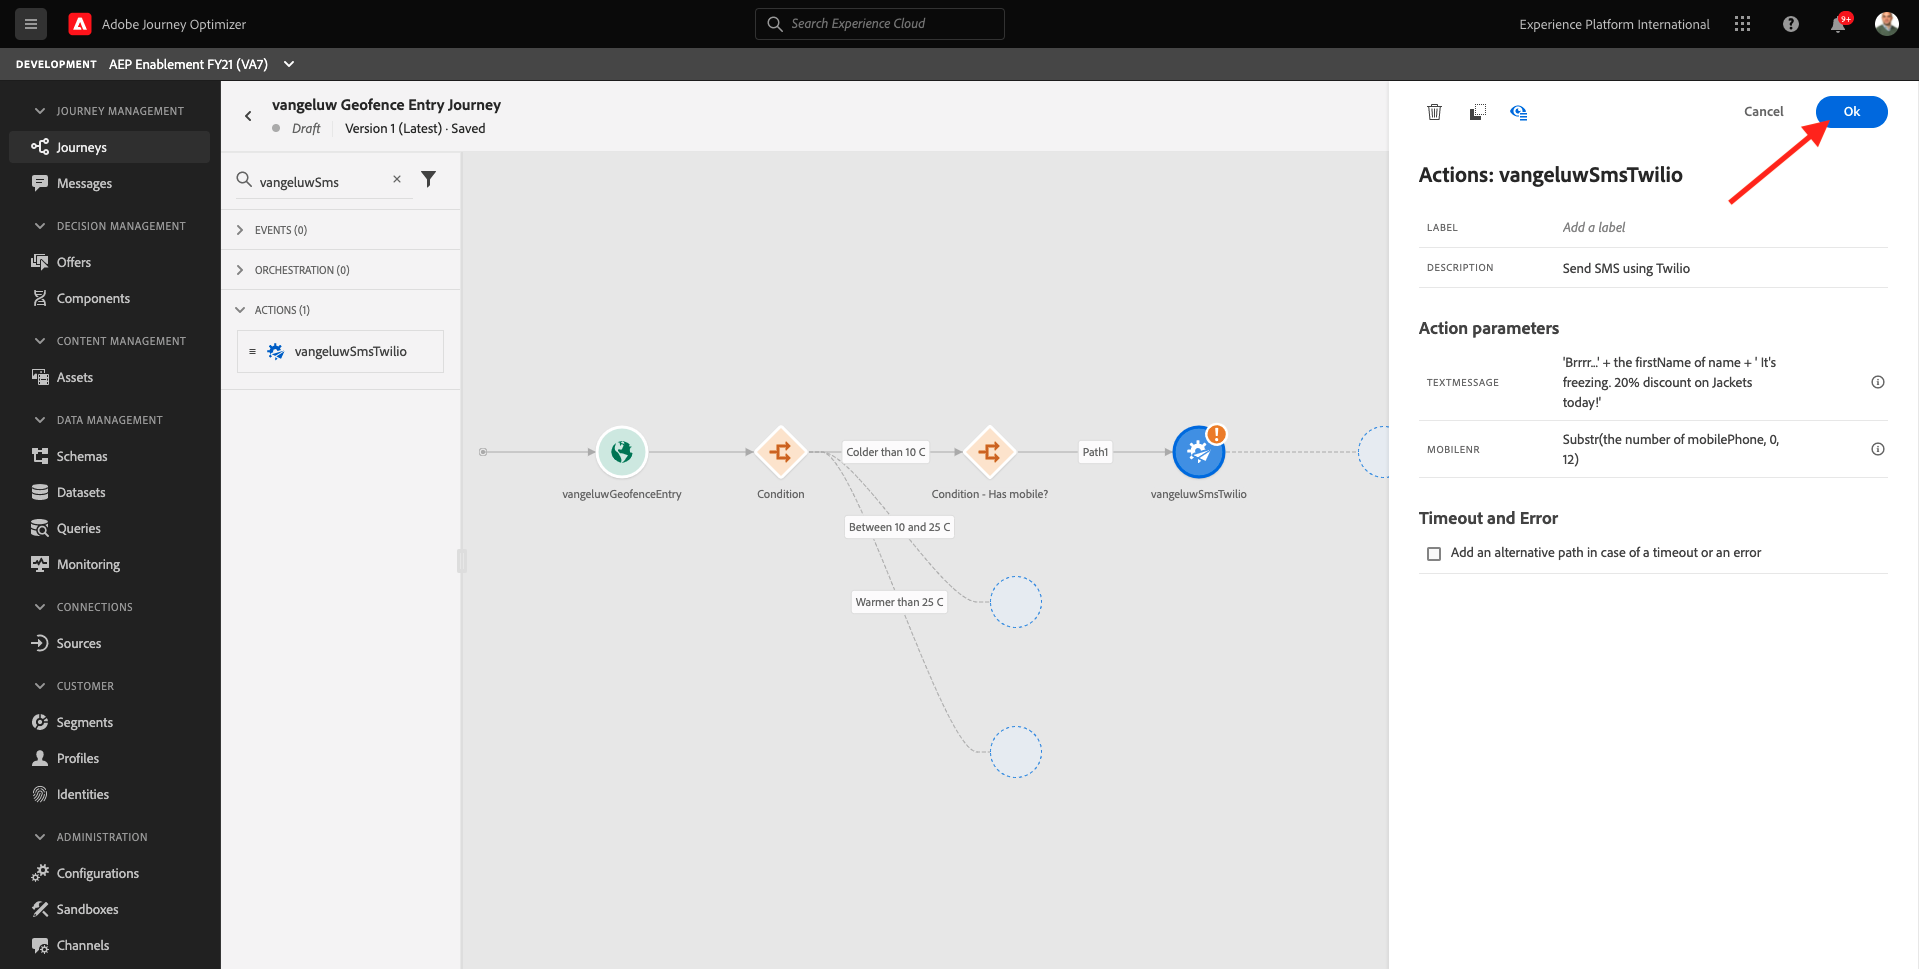 Adobe Journey Optimizer
Search Experience Cloud
Experience Platform International
9+
DEVELOPMENT AEP Enablement FY21 (VA7)
JOURNEY MANAGEMENT
Journeys
Messages
DECISION MANAGEMENT
Offers
Components
CONTENT MANAGEMENT
Assets
DATA MANAGEMENT
Schemas
Datasets
Queries
Monitoring
CONNECTIONS
Sources
CUSTOMER
Segments
Profiles
Identities
ADMINISTRATION
Configurations
Sandboxes
Channels
vangeluw Geofence Entry Journey
Draft Version 1 (Latest) · Saved
vangeluwSms
EVENTS (0)
ORCHESTRATION (0)
ACTIONS (1)
vangeluwSmsTwilio
Colder than 10 C
Path1
vangeluwGeofenceEntry
Condition
Condition - Has mobile?
vangeluwSmsTwilio
Between 10 and 25 C
Warmer than 25 C
Cancel
Ok
Actions: vangeluwSmsTwilio
LABEL Add a label
DESCRIPTION Send SMS using Twilio
Action parameters
TEXTMESSAGE
'Brrrr...' + the firstName of name + ' It's
freezing. 20% discount on Jackets
today!'
MOBILENR
Substr(the number of mobilePhone, 0,
12)
Timeout and Error
Add an alternative path in case of a timeout or an error